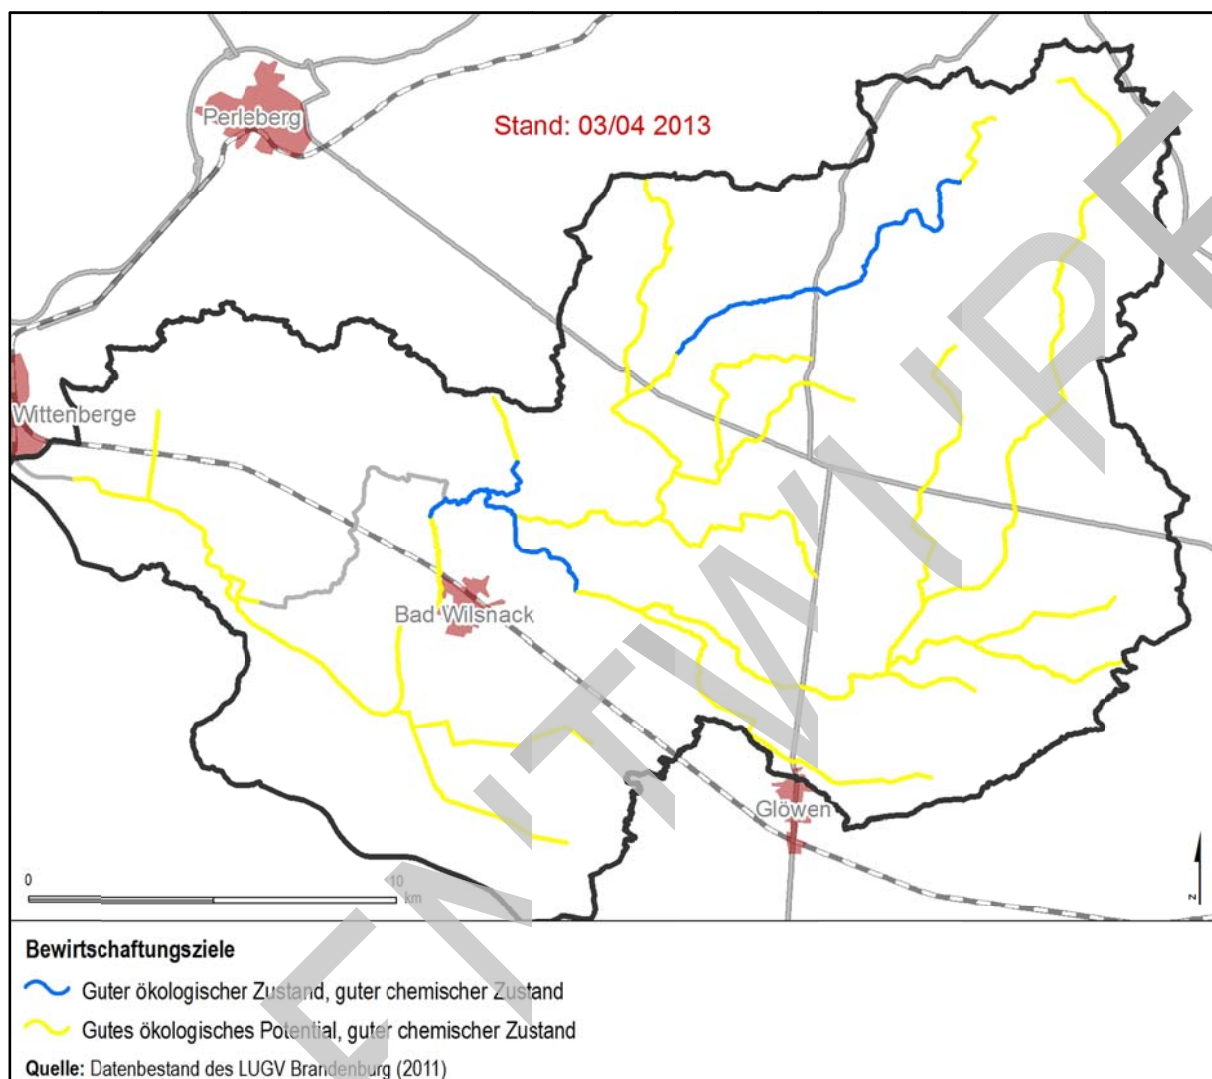 Perleberg
Stand: 03/04 2013
Wittenberge
Bad Wilsnack
Glöwen
0 10
km
N
Bewirtschaftungsziele
Guter ökologischer Zustand, guter chemischer Zustand
Gutes ökologisches Potential, guter chemischer Zustand
Quelle: Datenbestand des LUGV Brandenburg (2011)